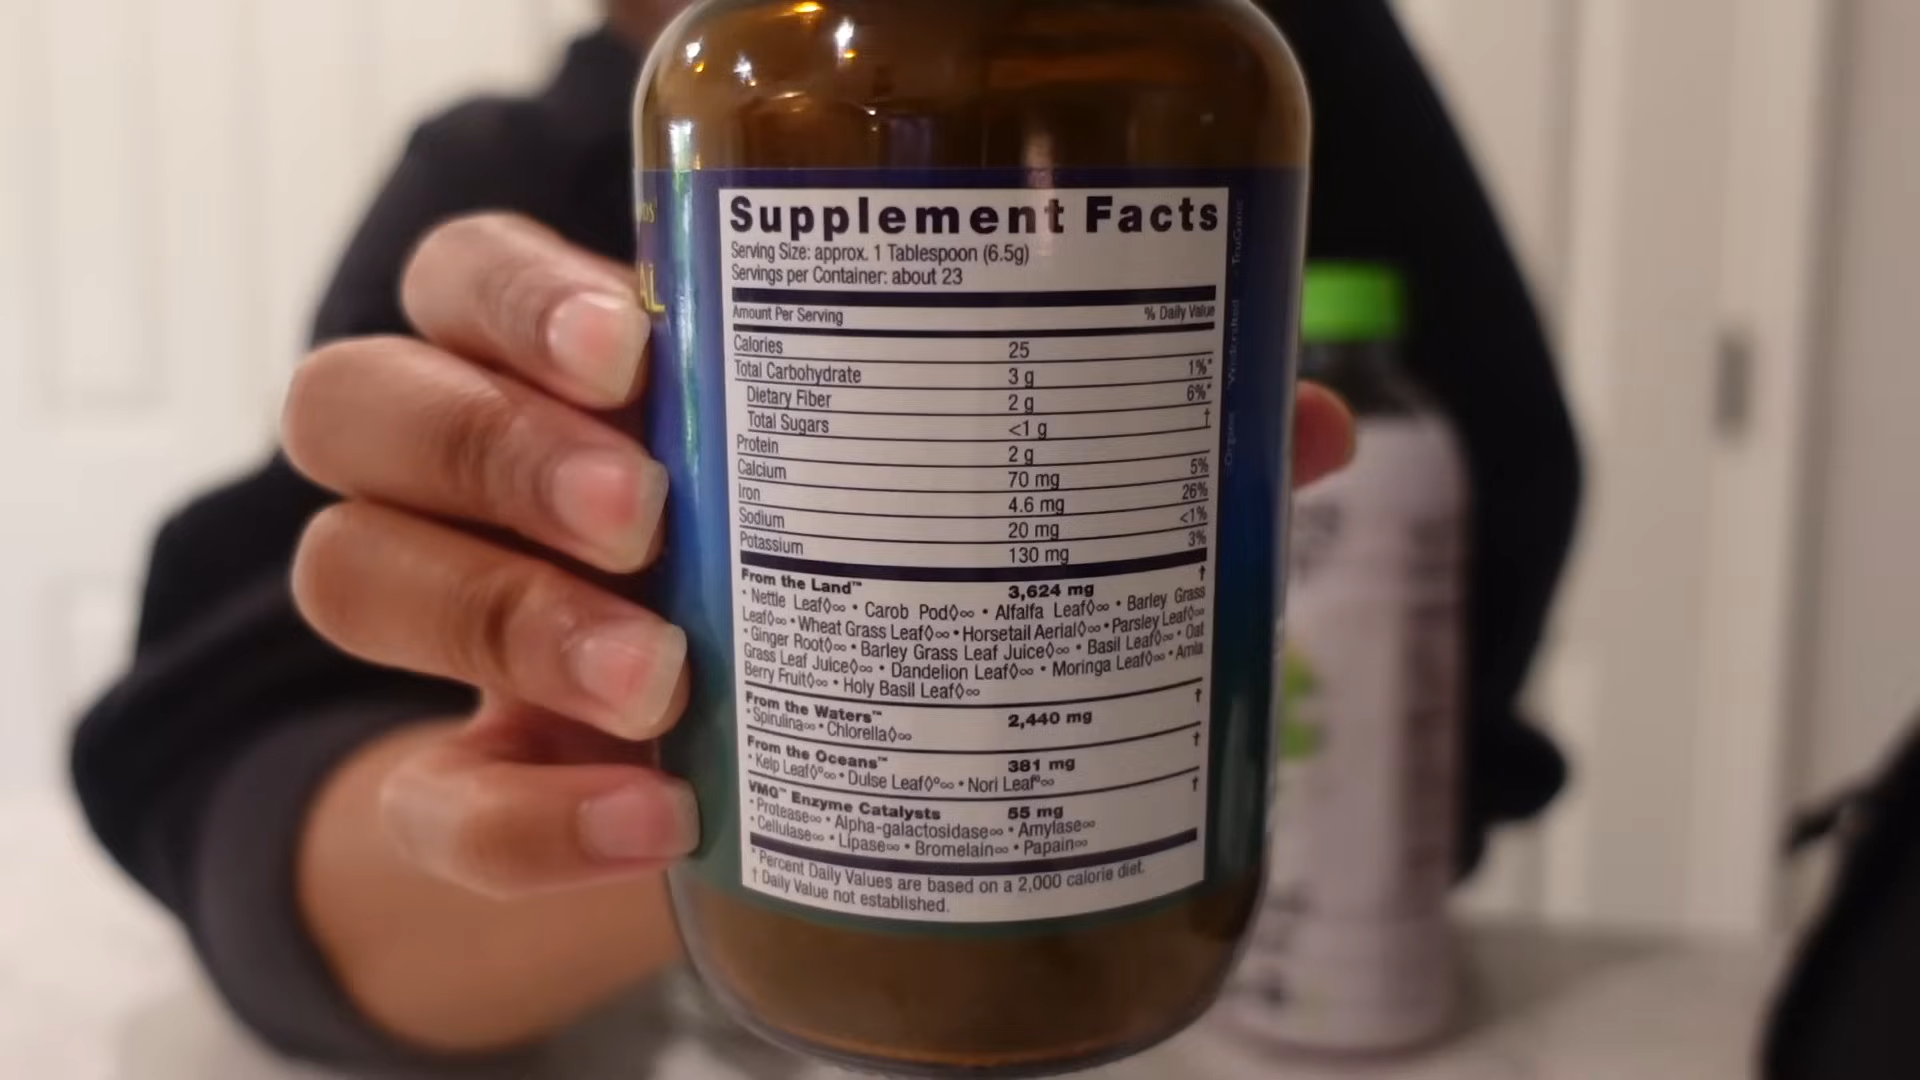 Supplement Facts
Serving Size: approx. 1 Tablespoon (6.5g)
Servings per Container: about 23
Amount Per Serving % Daily Value
Calories 25
Total Carbohydrate 3 g 1%*
Dietary Fiber 2 g 6%*
Total Sugars <1 g †
Protein 2 g
Calcium 70 mg 5%
Iron 4.6 mg 26%
Sodium 20 mg <1%
Potassium 130 mg 3%
From the Land™ 3,624 mg †
• Nettle Leaf◊∞ • Carob Pod◊∞ • Alfalfa Leaf◊∞ • Barley Grass
Leaf◊∞ • Wheat Grass Leaf◊∞ • Horsetail Aerial◊∞ • Parsley Leaf◊∞
• Ginger Root◊∞ • Barley Grass Leaf Juice◊∞ • Basil Leaf◊∞ • Oat
Grass Leaf Juice◊∞ • Dandelion Leaf◊∞ • Moringa Leaf◊∞ • Amla
Berry Fruit◊∞ • Holy Basil Leaf◊∞
From the Waters™ 2,440 mg †
• Spirulina∞ • Chlorella◊∞
From the Oceans™ 381 mg †
• Kelp Leaf◊º∞ • Dulse Leaf◊º∞ • Nori Leafº∞
VMG™ Enzyme Catalysts 55 mg †
• Protease∞ • Alpha-galactosidase∞ • Amylase∞
• Cellulase∞ • Lipase∞ • Bromelain∞ • Papain∞
* Percent Daily Values are based on a 2,000 calorie diet.
† Daily Value not established.
AL